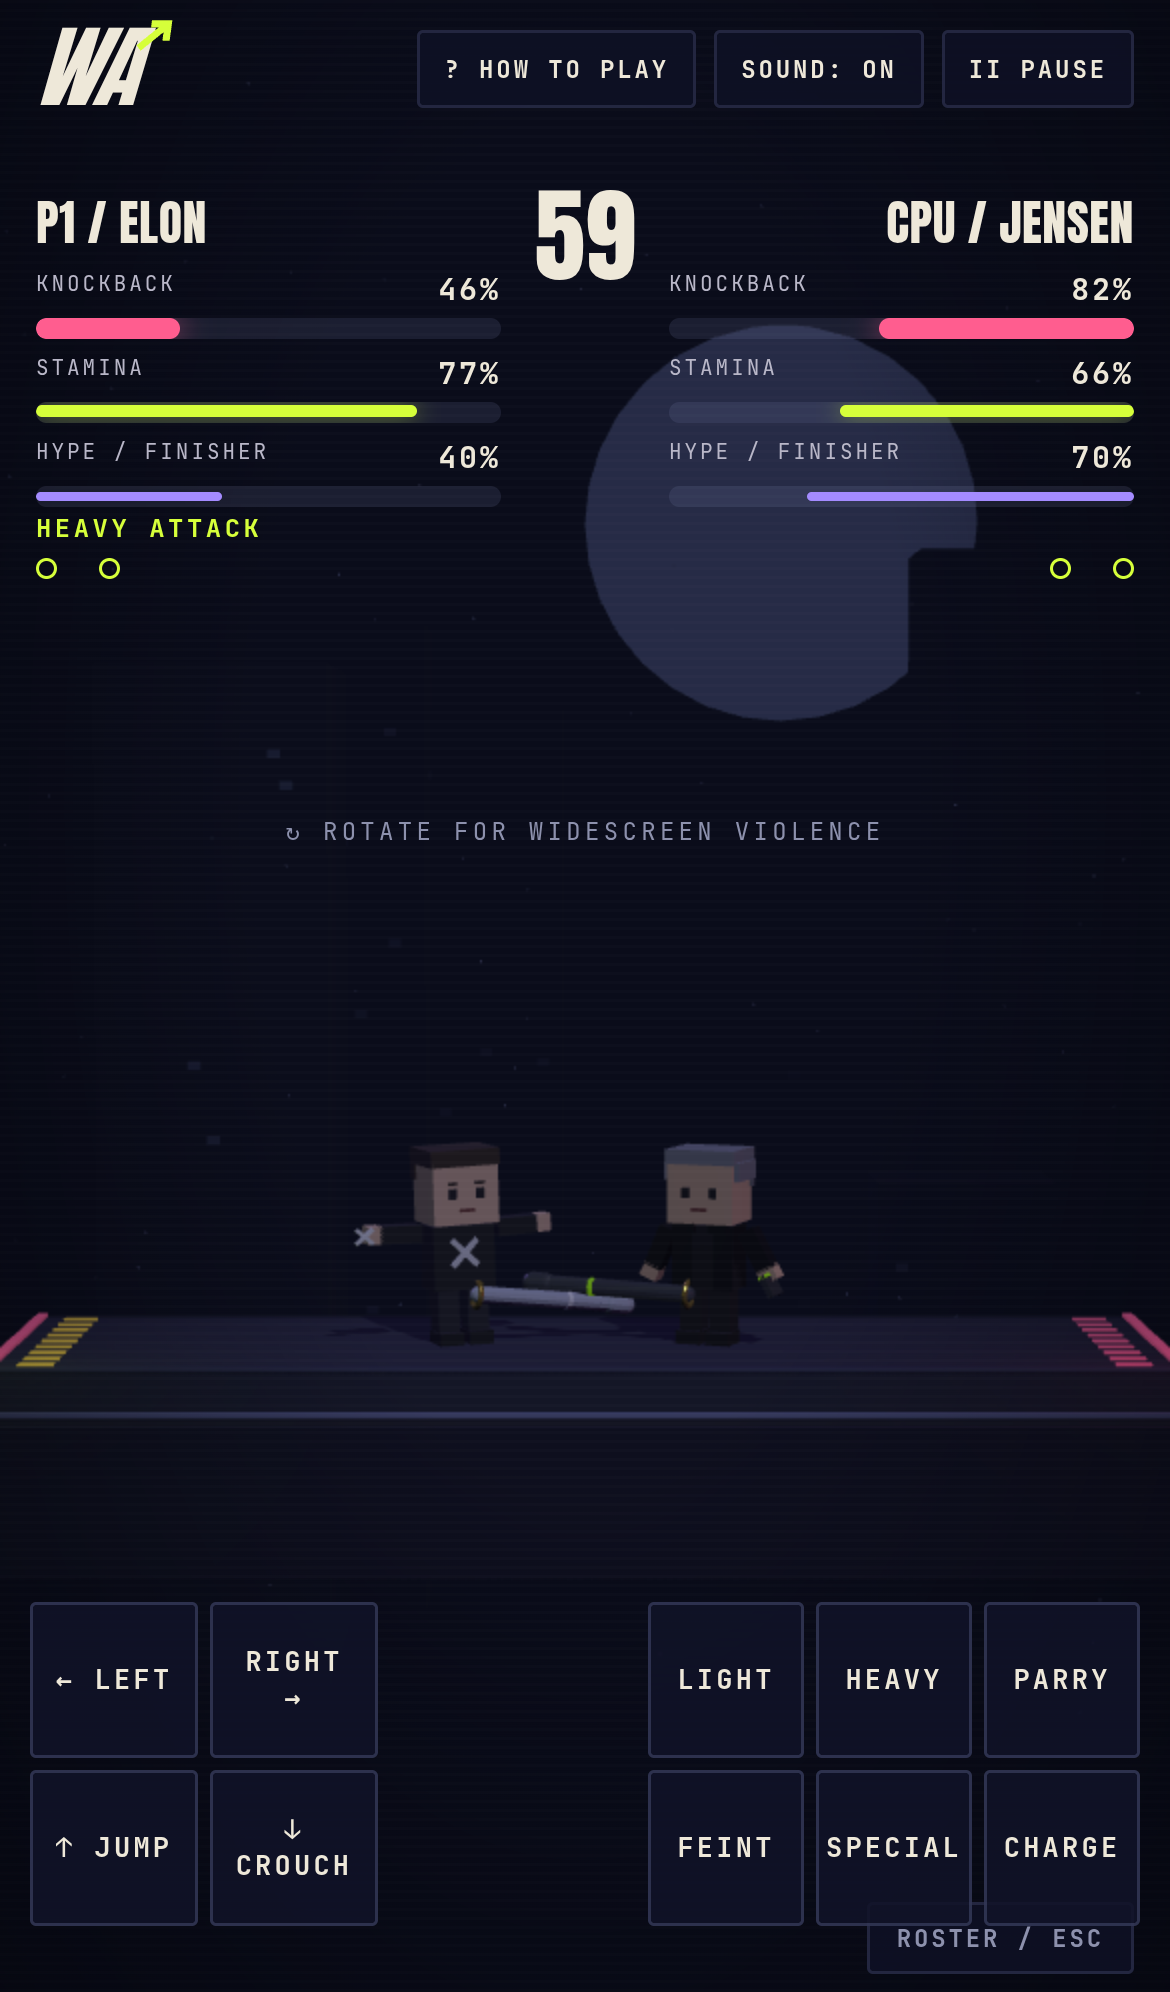 WA
? HOW TO PLAY
SOUND: ON
II PAUSE
P1 / ELON
59
CPU / JENSEN
KNOCKBACK 46%
KNOCKBACK 82%
STAMINA 77%
STAMINA 66%
HYPE / FINISHER 40%
HYPE / FINISHER 70%
HEAVY ATTACK
↻ ROTATE FOR WIDESCREEN VIOLENCE
← LEFT
RIGHT
→
LIGHT
HEAVY
PARRY
↑ JUMP
↓
CROUCH
FEINT
SPECIAL
CHARGE
ROSTER / ESC